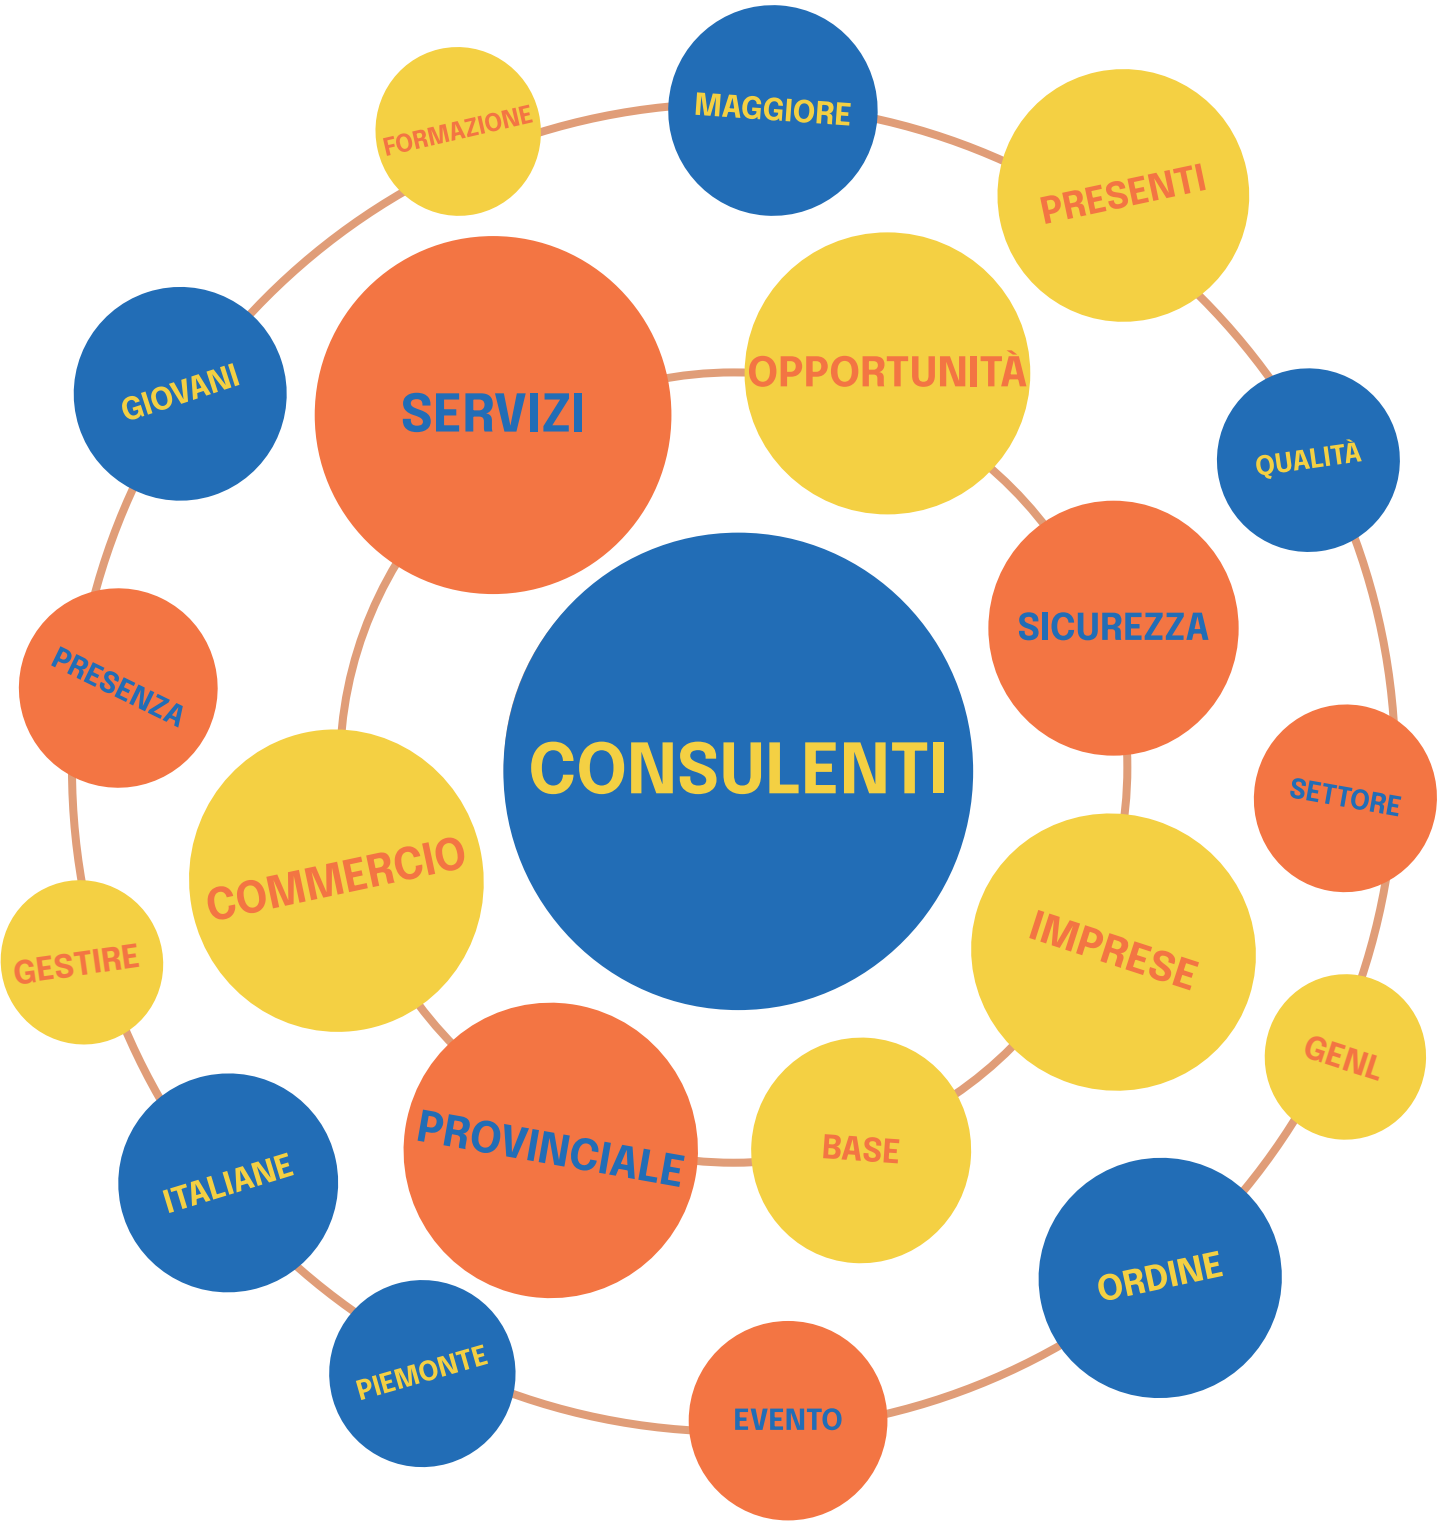 FORMAZIONE
MAGGIORE
PRESENTI
GIOVANI
SERVIZI
OPPORTUNITÀ
QUALITÀ
SICUREZZA
PRESENZA
CONSULENTI
SETTORE
COMMERCIO
IMPRESE
GESTIRE
GENL
PROVINCIALE
BASE
ITALIANE
ORDINE
PIEMONTE
EVENTO